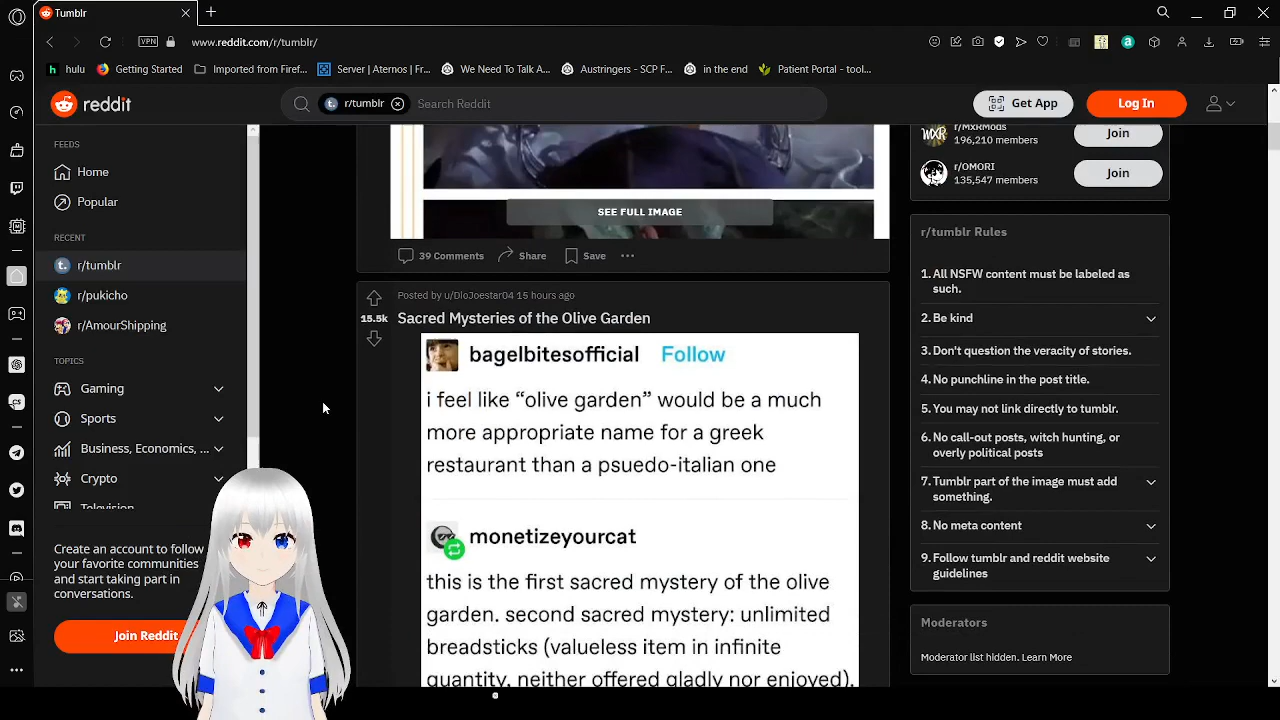 Tumblr
VPN
www.reddit.com/r/tumblr/
hulu
Getting Started
Imported from Firef...
Server | Aternos | Fr...
We Need To Talk A...
Austringers - SCP F...
in the end
Patient Portal - tool...
reddit
r/tumblr
Search Reddit
Get App
Log In
FEEDS
Home
Popular
RECENT
r/tumblr
r/pukicho
r/AmourShipping
TOPICS
Gaming
Sports
Business, Economics, ...
Crypto
Television
Create an account to follow
your favorite communities
and start taking part in
conversations.
Join Reddit
SEE FULL IMAGE
39 Comments
Share
Save
Posted by u/DloJoestar04 15 hours ago
15.5k
Sacred Mysteries of the Olive Garden
bagelbitesofficial Follow
i feel like “olive garden” would be a much
more appropriate name for a greek
restaurant than a psuedo-italian one
monetizeyourcat
this is the first sacred mystery of the olive
garden. second sacred mystery: unlimited
breadsticks (valueless item in infinite
quantity, neither offered gladly nor enjoyed).
r/MxRMods
196,210 members
Join
r/OMORI
135,547 members
Join
r/tumblr Rules
1. All NSFW content must be labeled as
such.
2. Be kind
3. Don't question the veracity of stories.
4. No punchline in the post title.
5. You may not link directly to tumblr.
6. No call-out posts, witch hunting, or
overly political posts
7. Tumblr part of the image must add
something.
8. No meta content
9. Follow tumblr and reddit website
guidelines
Moderators
Moderator list hidden. Learn More